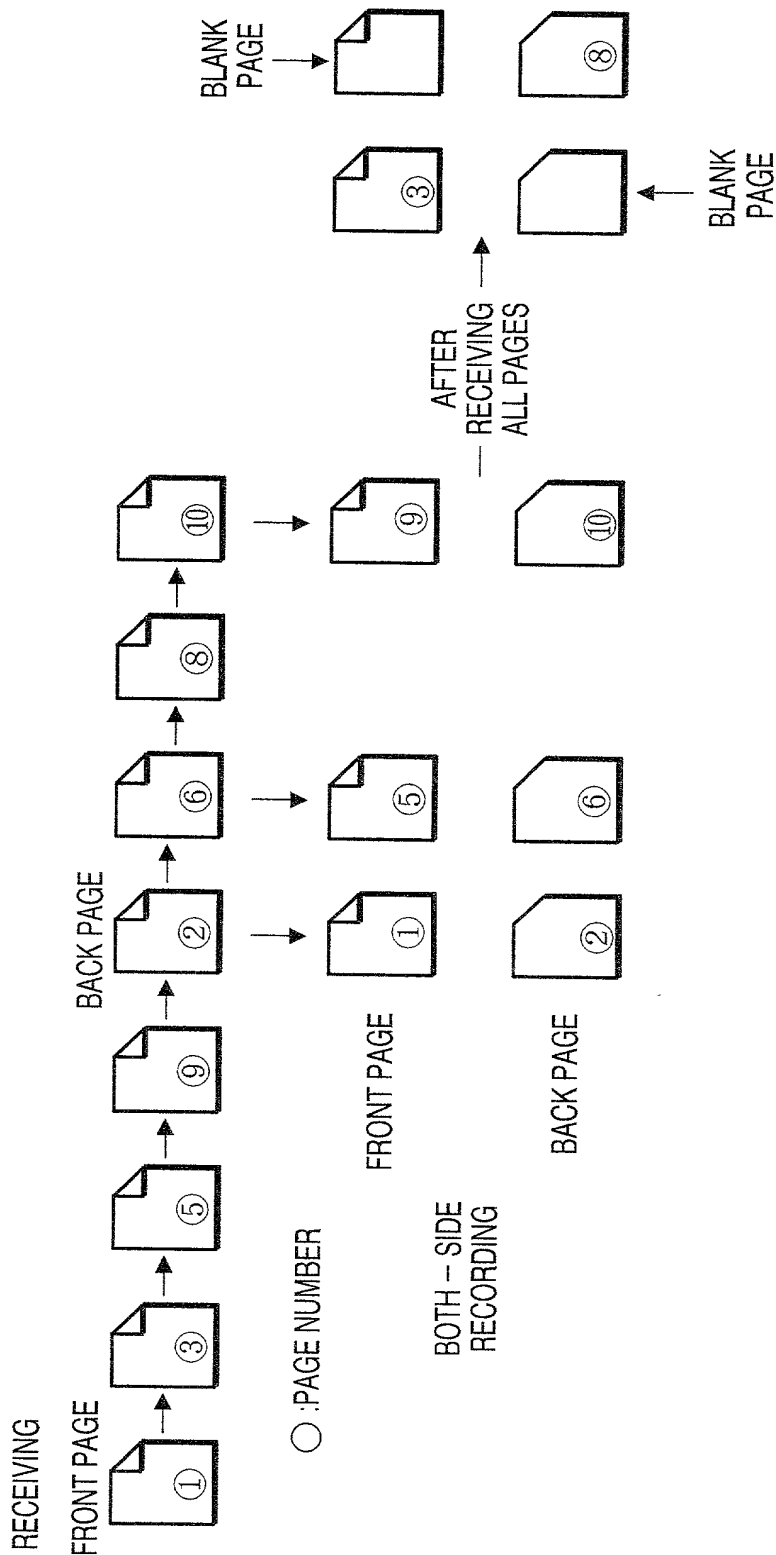 RECEIVING
FRONT PAGE
BACK PAGE
① ③ ⑤ ⑨ ② ⑥ ⑧ ⑩
○ :PAGE NUMBER
BLANK
PAGE
FRONT PAGE
① ⑤ ⑨ ③
BOTH – SIDE
RECORDING
AFTER
RECEIVING
ALL PAGES
BACK PAGE
② ⑥ ⑩ ⑧
BLANK
PAGE